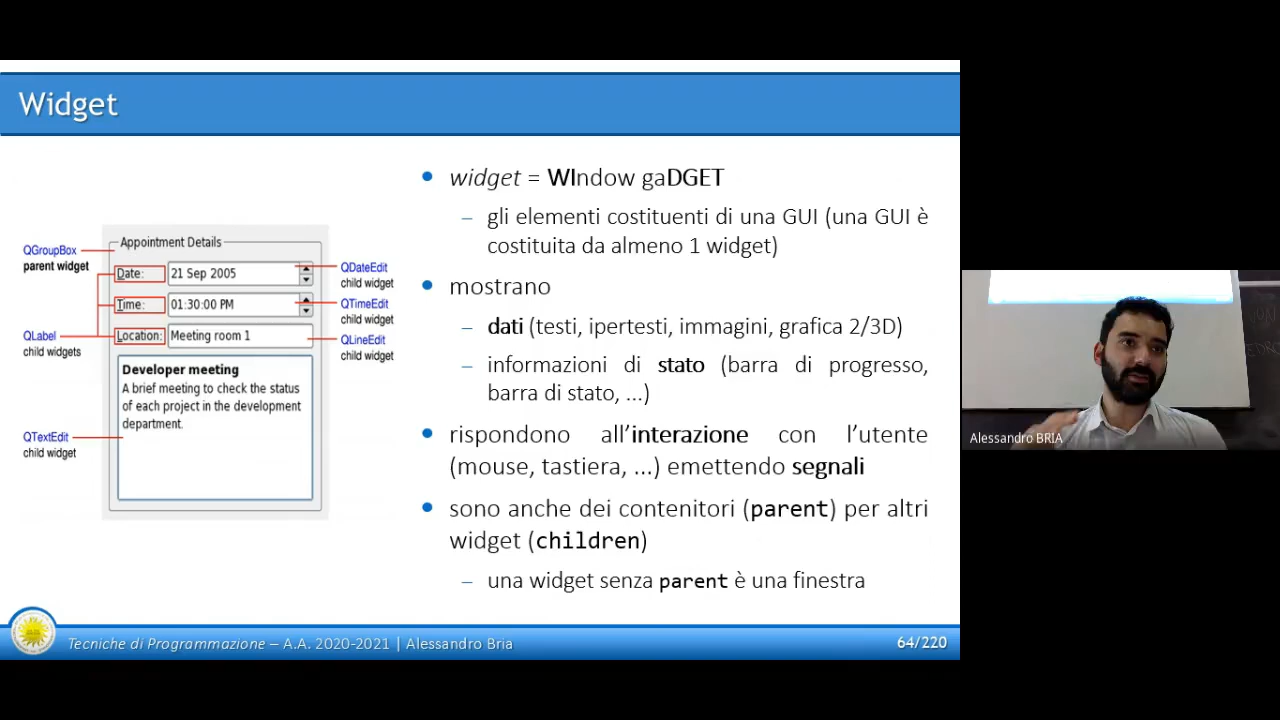 Widget
QGroupBox
parent widget
QLabel
child widgets
QTextEdit
child widget
Appointment Details
Date:
21 Sep 2005
Time:
01:30:00 PM
Location:
Meeting room 1
Developer meeting
A brief meeting to check the status
of each project in the development
department.
QDateEdit
child widget
QTimeEdit
child widget
QLineEdit
child widget
• widget = WIndow gaDGET
– gli elementi costituenti di una GUI (una GUI è
costituita da almeno 1 widget)
• mostrano
– dati (testi, ipertesti, immagini, grafica 2/3D)
– informazioni di stato (barra di progresso,
barra di stato, ...)
• rispondono all'interazione con l'utente
(mouse, tastiera, ...) emettendo segnali
• sono anche dei contenitori (parent) per altri
widget (children)
– una widget senza parent è una finestra
Tecniche di Programmazione – A.A. 2020-2021 | Alessandro Bria
64/220
Alessandro BRIA